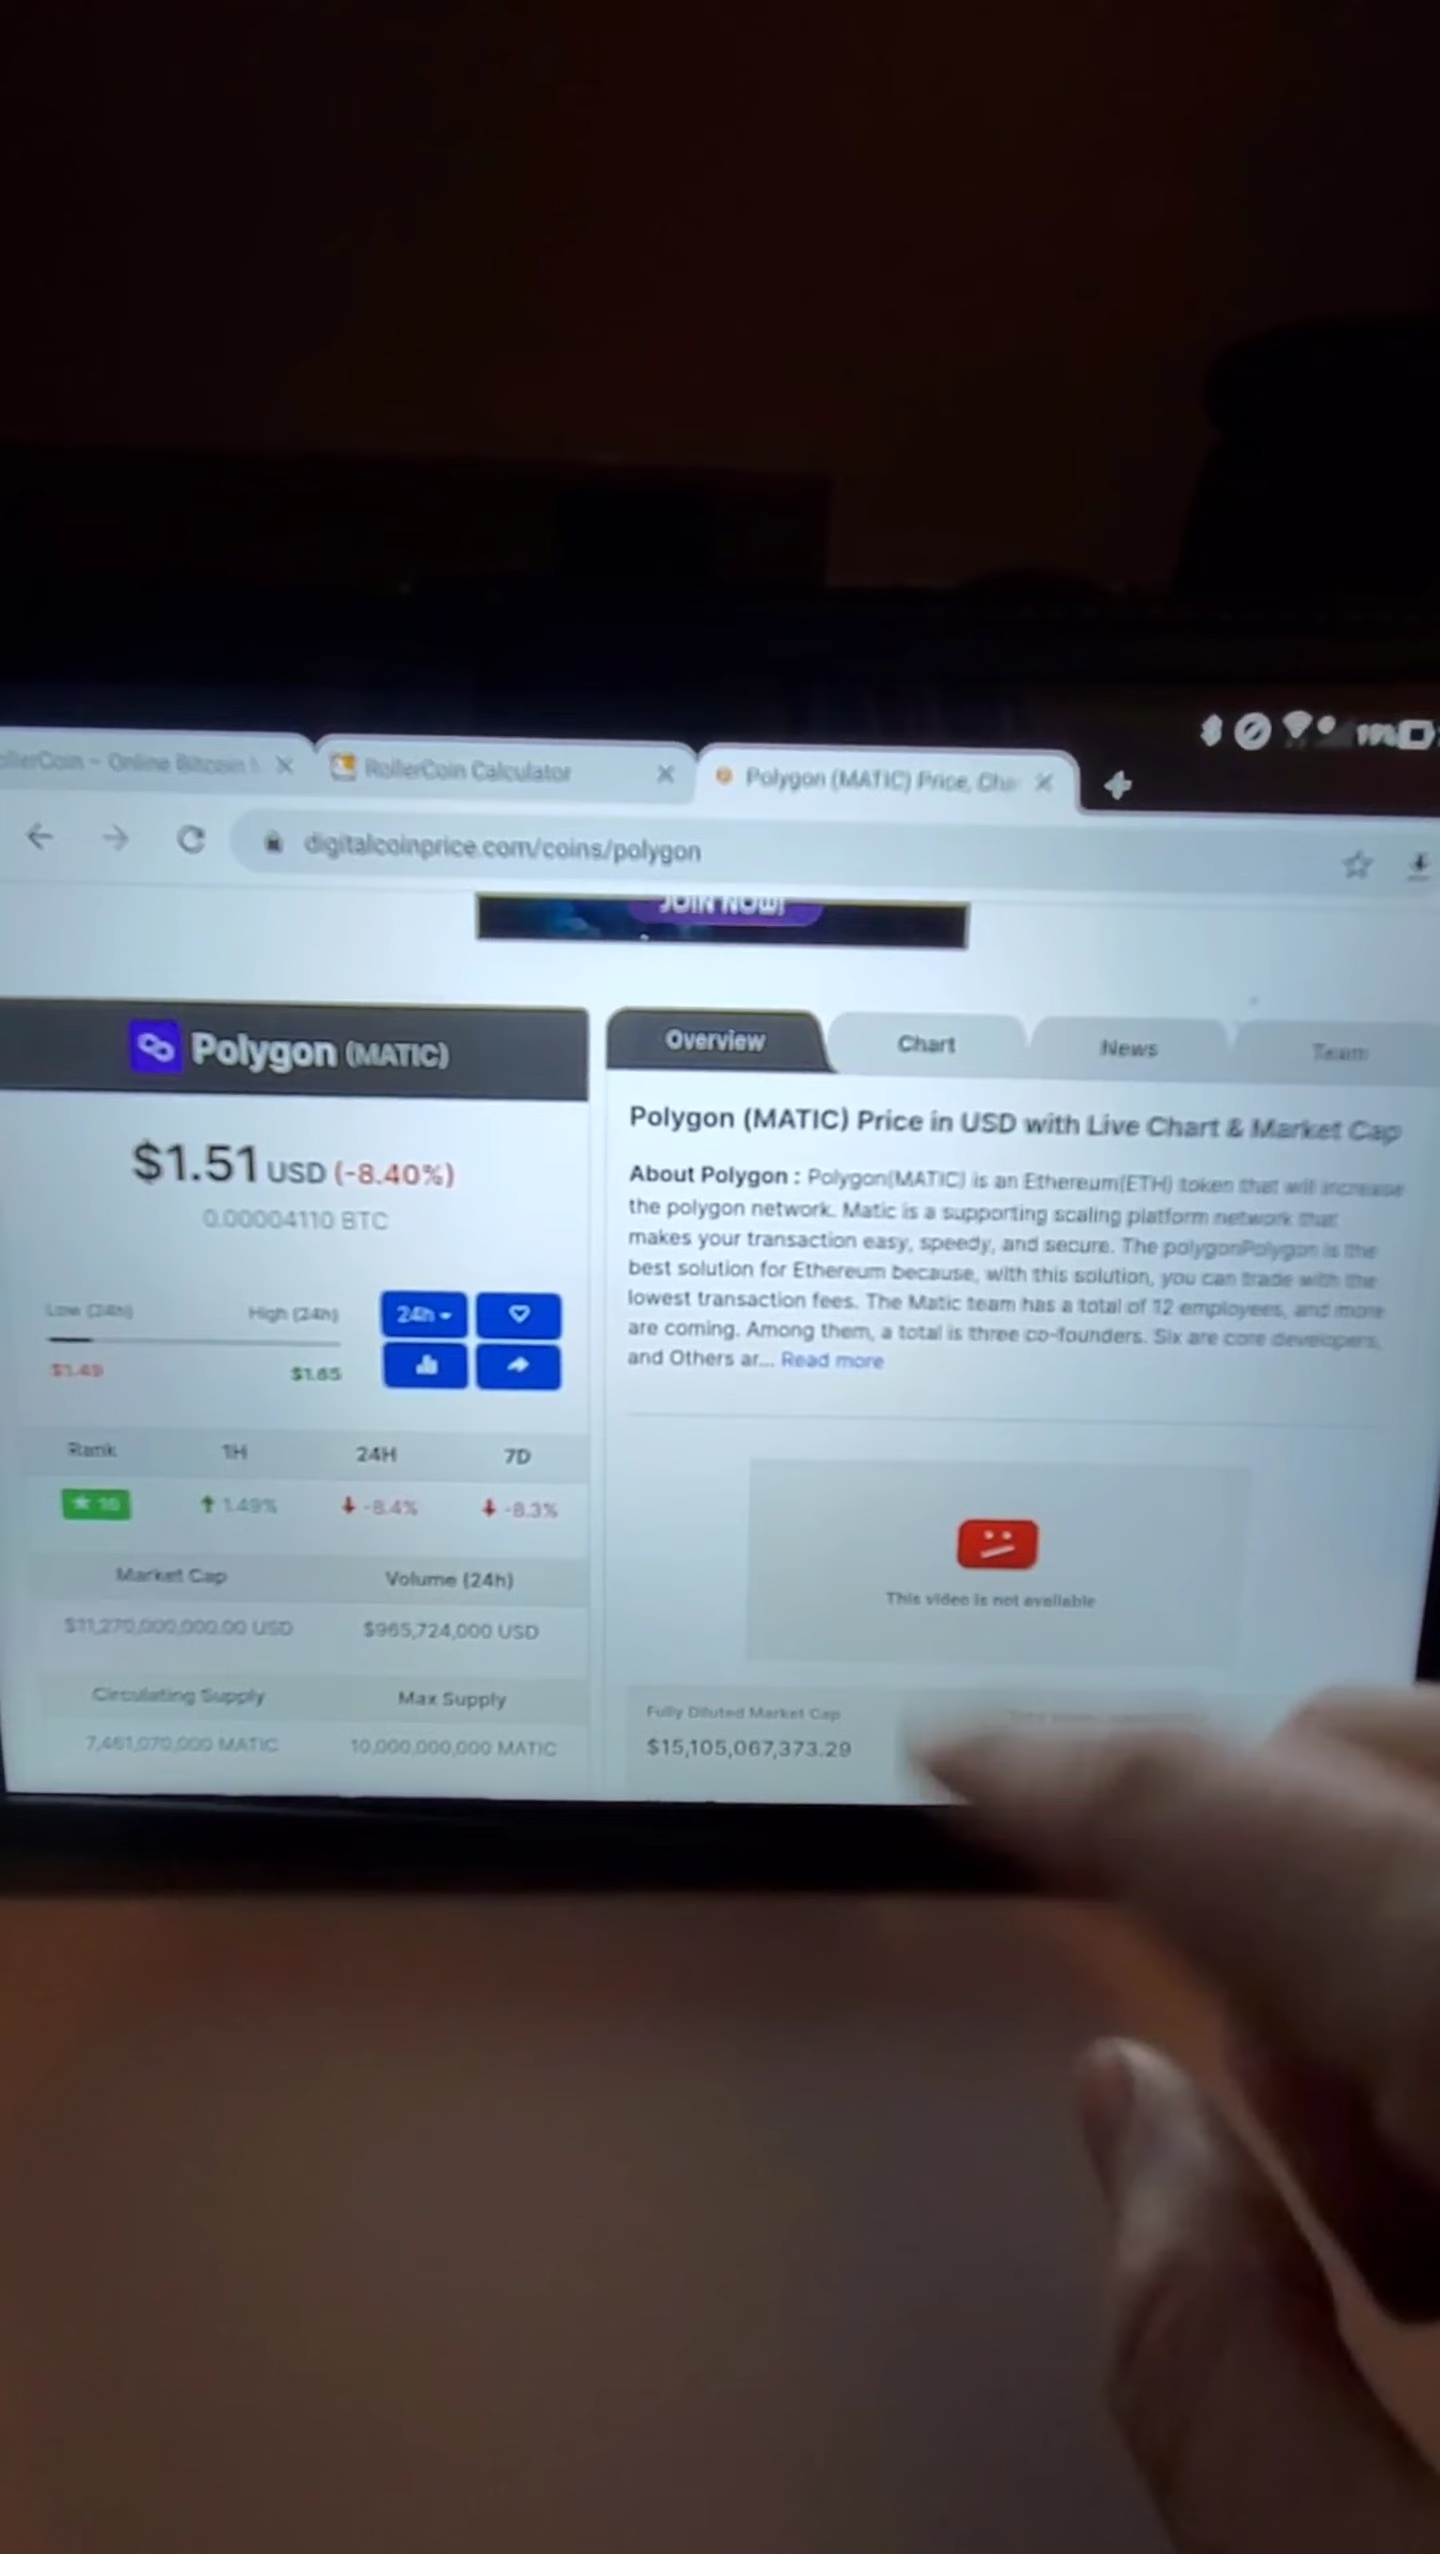 ollerCoin - Online Bitcoin
RollerCoin Calculator
Polygon (MATIC) Price, Cha
digitalcoinprice.com/coins/polygon
JOIN NOW!
Polygon (MATIC)
$1.51 USD (-8.40%)
0.00004110 BTC
Low (24h)
High (24h)
24h
$1.49
$1.65
Rank
1H
24H
7D
1.49%
-8.4%
-8.3%
Market Cap
Volume (24h)
$11,270,000,000.00 USD
$965,724,000 USD
Circulating Supply
Max Supply
7,461,070,000 MATIC
10,000,000,000 MATIC
Overview
Chart
News
Team
Polygon (MATIC) Price in USD with Live Chart & Market Cap
About Polygon : Polygon(MATIC) is an Ethereum(ETH) token that will increase
the polygon network. Matic is a supporting scaling platform network that
makes your transaction easy, speedy, and secure. The polygonPolygon is the
best solution for Ethereum because, with this solution, you can trade with the
lowest transaction fees. The Matic team has a total of 12 employees, and more
are coming. Among them, a total is three co-founders. Six are core developers,
and Others ar... Read more
This video is not available
Fully Diluted Market Cap
$15,105,067,373.29